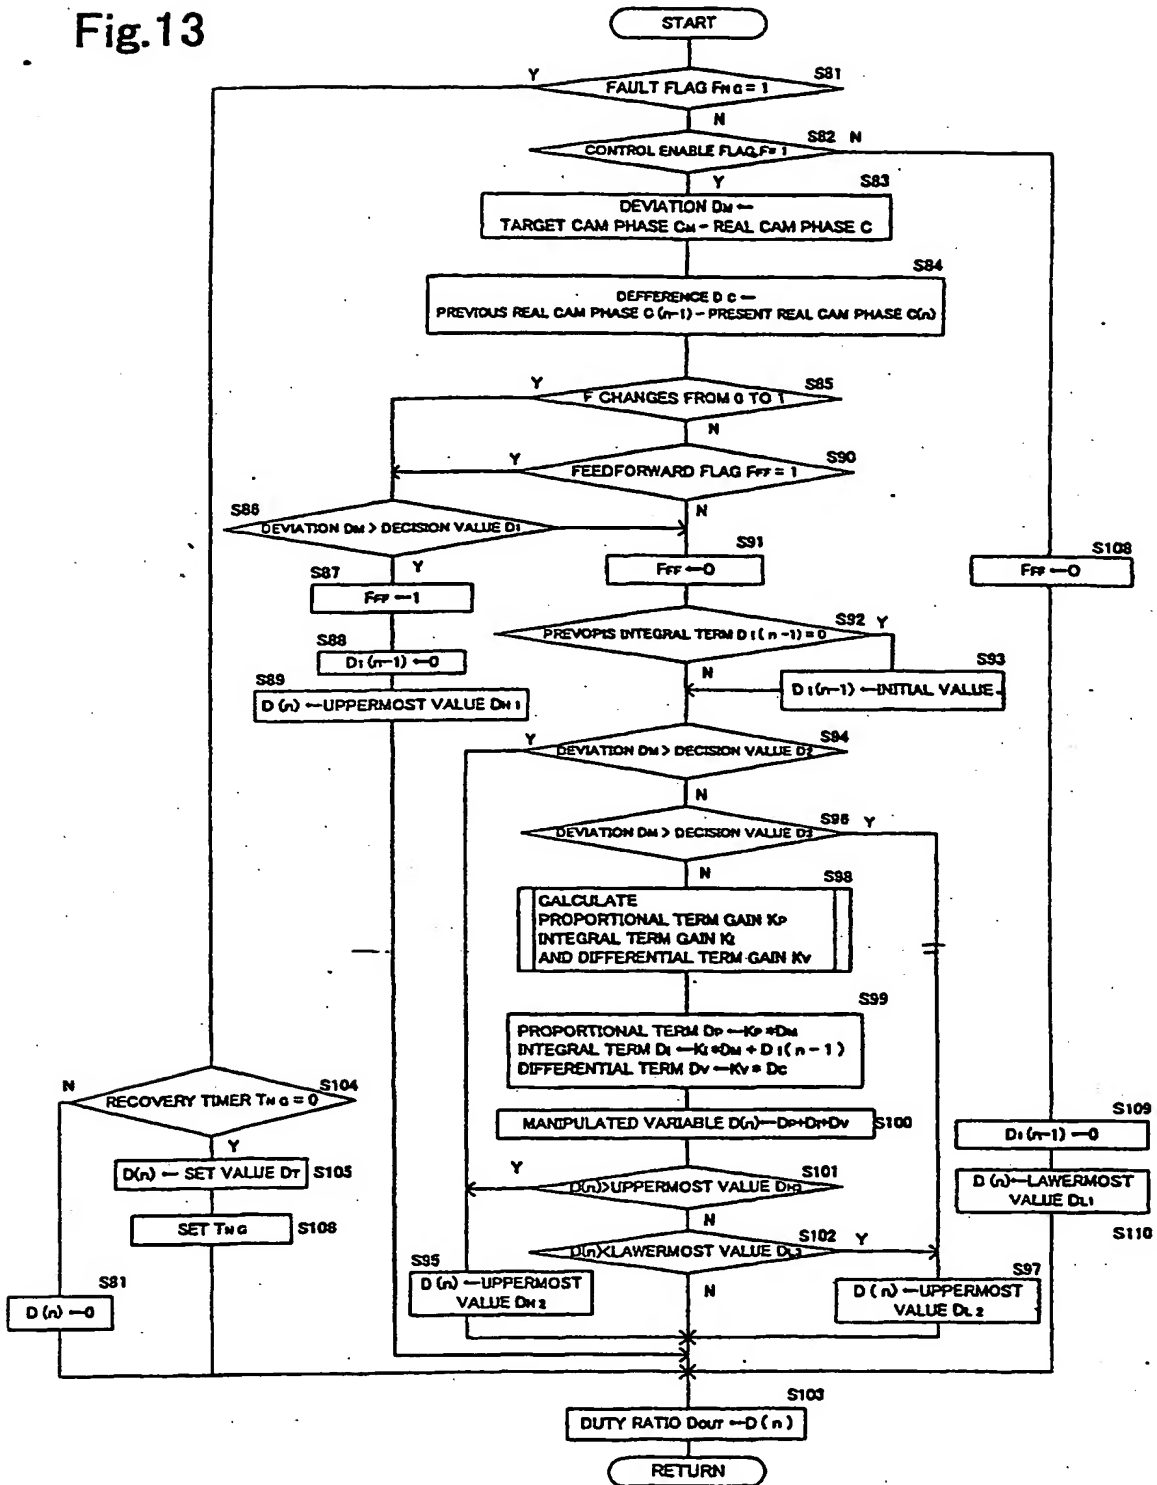 Fig.13
START
S81
Y
FAULT FLAG FNG = 1
N
S82
N
CONTROL ENABLE FLAG F= 1
Y
S83
DEVIATION DM ←
TARGET CAM PHASE CM - REAL CAM PHASE C
S84
DEFFERENCE D C ←
PREVIOUS REAL CAM PHASE C (n-1) - PRESENT REAL CAM PHASE C(n)
S85
Y
F CHANGES FROM 0 TO 1
N
S90
Y
FEEDFORWARD FLAG FFF = 1
N
S86
DEVIATION DM > DECISION VALUE D1
Y
S91
FFF ←0
S108
FFF ←0
S87
FFF ←1
S92
Y
PREVOPIS INTEGRAL TERM D I ( n-1) = 0
N
S88
DI (n-1) ←0
S93
D I (n-1) ←INITIAL VALUE
S89
D (n) ←UPPERMOST VALUE DH 1
S94
Y
DEVIATION DM > DECISION VALUE D2
N
S96
DEVIATION DM > DECISION VALUE D3
Y
N
S98
CALCULATE
PROPORTIONAL TERM GAIN KP
INTEGRAL TERM GAIN KI
AND DIFFERENTIAL TERM GAIN KV
S99
PROPORTIONAL TERM DP ←KP *DM
INTEGRAL TERM DI ←KI*DM + D I ( n - 1 )
DIFFERENTIAL TERM DV ←KV * DC
N
S104
RECOVERY TIMER TNG = 0
Y
MANIPULATED VARIABLE D(n)←DP+DI+DV
S100
S109
DI (n-1) ←0
D(n) ← SET VALUE DT
S105
Y
S101
D(n)>UPPERMOST VALUE DH3
N
D (n)←LAWERMOST
VALUE DL1
S110
SET TNG
S108
S102
D(n)<LAWERMOST VALUE DL3
Y
N
S81
D (n) ←0
S95
D (n) ←UPPERMOST
VALUE DH 2
S97
D ( n) ←UPPERMOST
VALUE DL 2
S103
DUTY RATIO DOUT ←D ( n )
RETURN